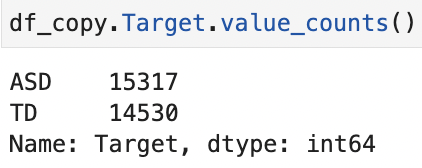 df_copy.Target.value_counts()
ASD 15317
TD 14530
Name: Target, dtype: int64